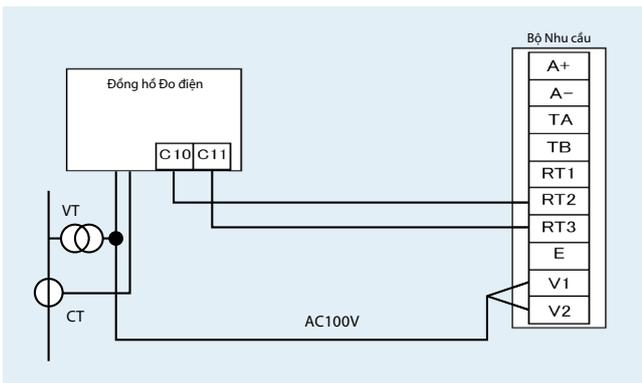 Bộ Nhu cầu
A+
Đồng hồ Đo điện
A−
TA
TB
C10 C11
RT1
RT2
VT
RT3
E
V1
CT
V2
AC100V